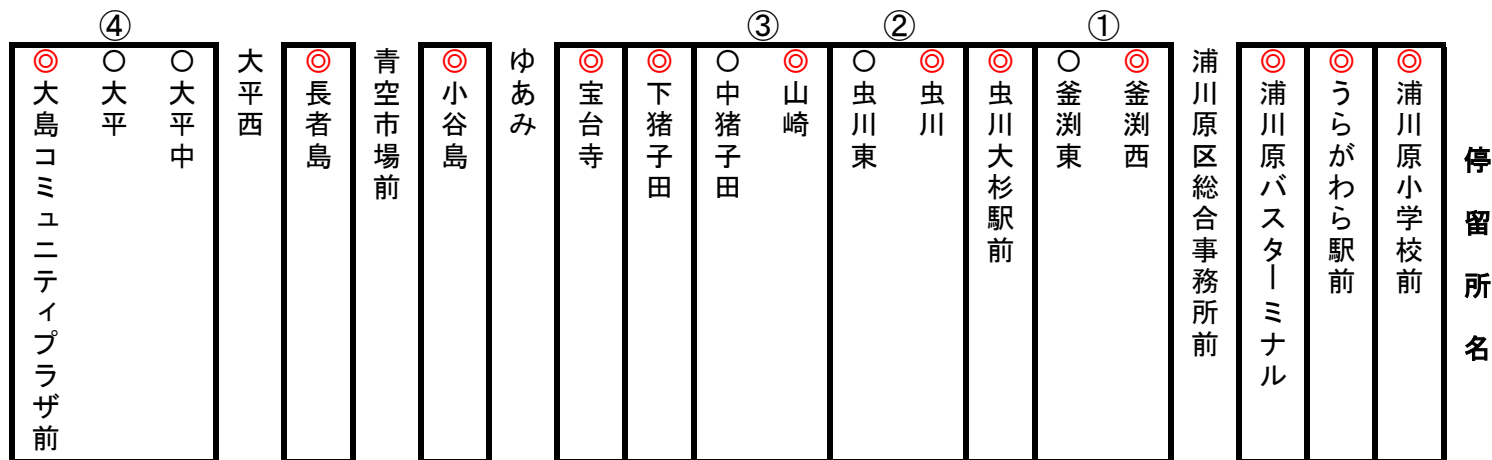 停留所名
◎浦川原小学校前
◎うらがわら駅前
◎浦川原バスターミナル
浦川原区総合事務所前
①
◎釜渕西
○釜渕東
◎虫川大杉駅前
②
◎虫川
○虫川東
③
◎山崎
○中猪子田
◎下猪子田
◎宝台寺
ゆあみ
◎小谷島
青空市場前
◎長者島
大平西
④
○大平中
○大平
◎大島コミュニティプラザ前